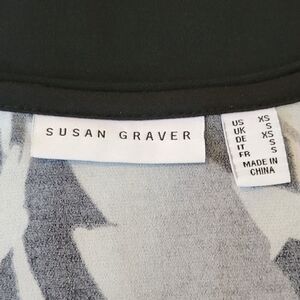 SUSAN GRAVER
US XS
UK S
DE XS
IT S
FR S
MADE IN
CHINA